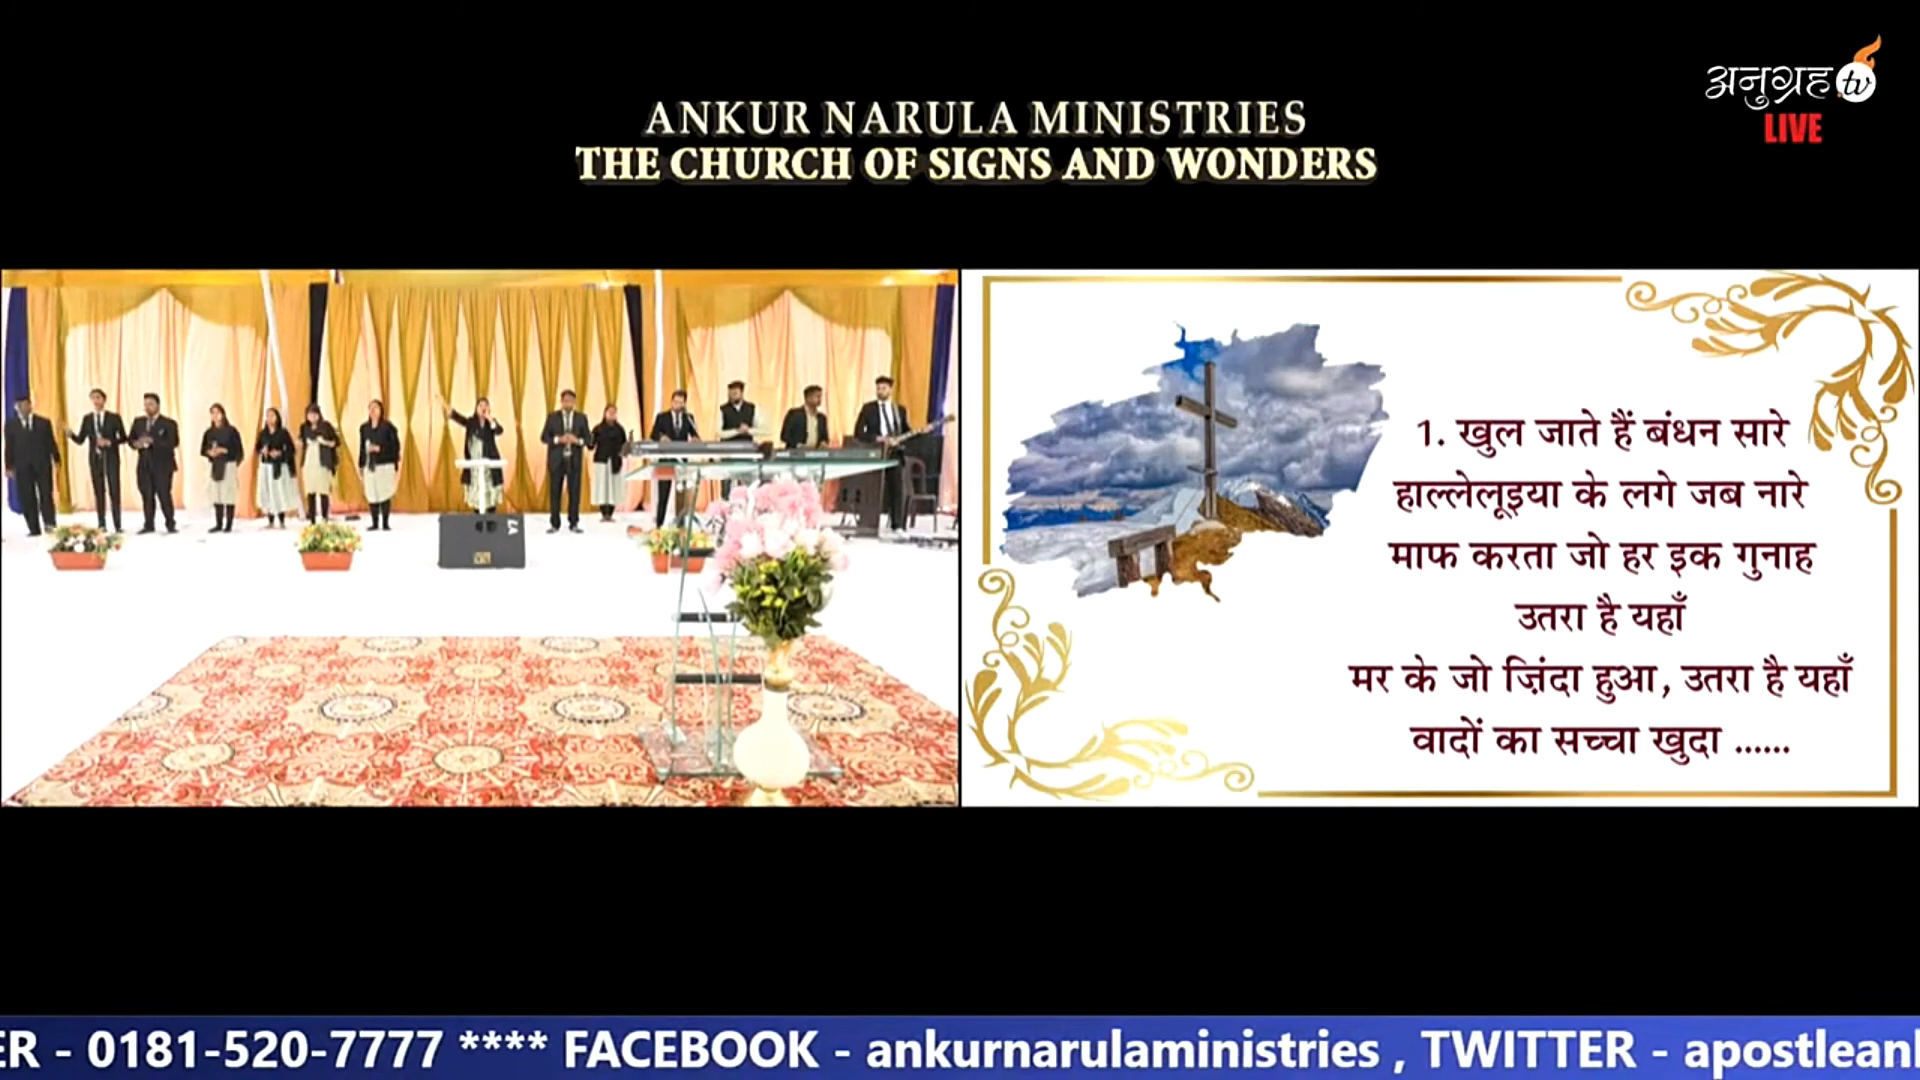 अनुग्रह tv
LIVE
ANKUR NARULA MINISTRIES
THE CHURCH OF SIGNS AND WONDERS
1. खुल जाते हैं बंधन सारे
हाल्लेलूइया के लगे जब नारे
माफ करता जो हर इक गुनाह
उतरा है यहाँ
मर के जो ज़िंदा हुआ, उतरा है यहाँ
वादों का सच्चा खुदा ......
ER - 0181-520-7777 **** FACEBOOK - ankurnarulaministries , TWITTER - apostleank